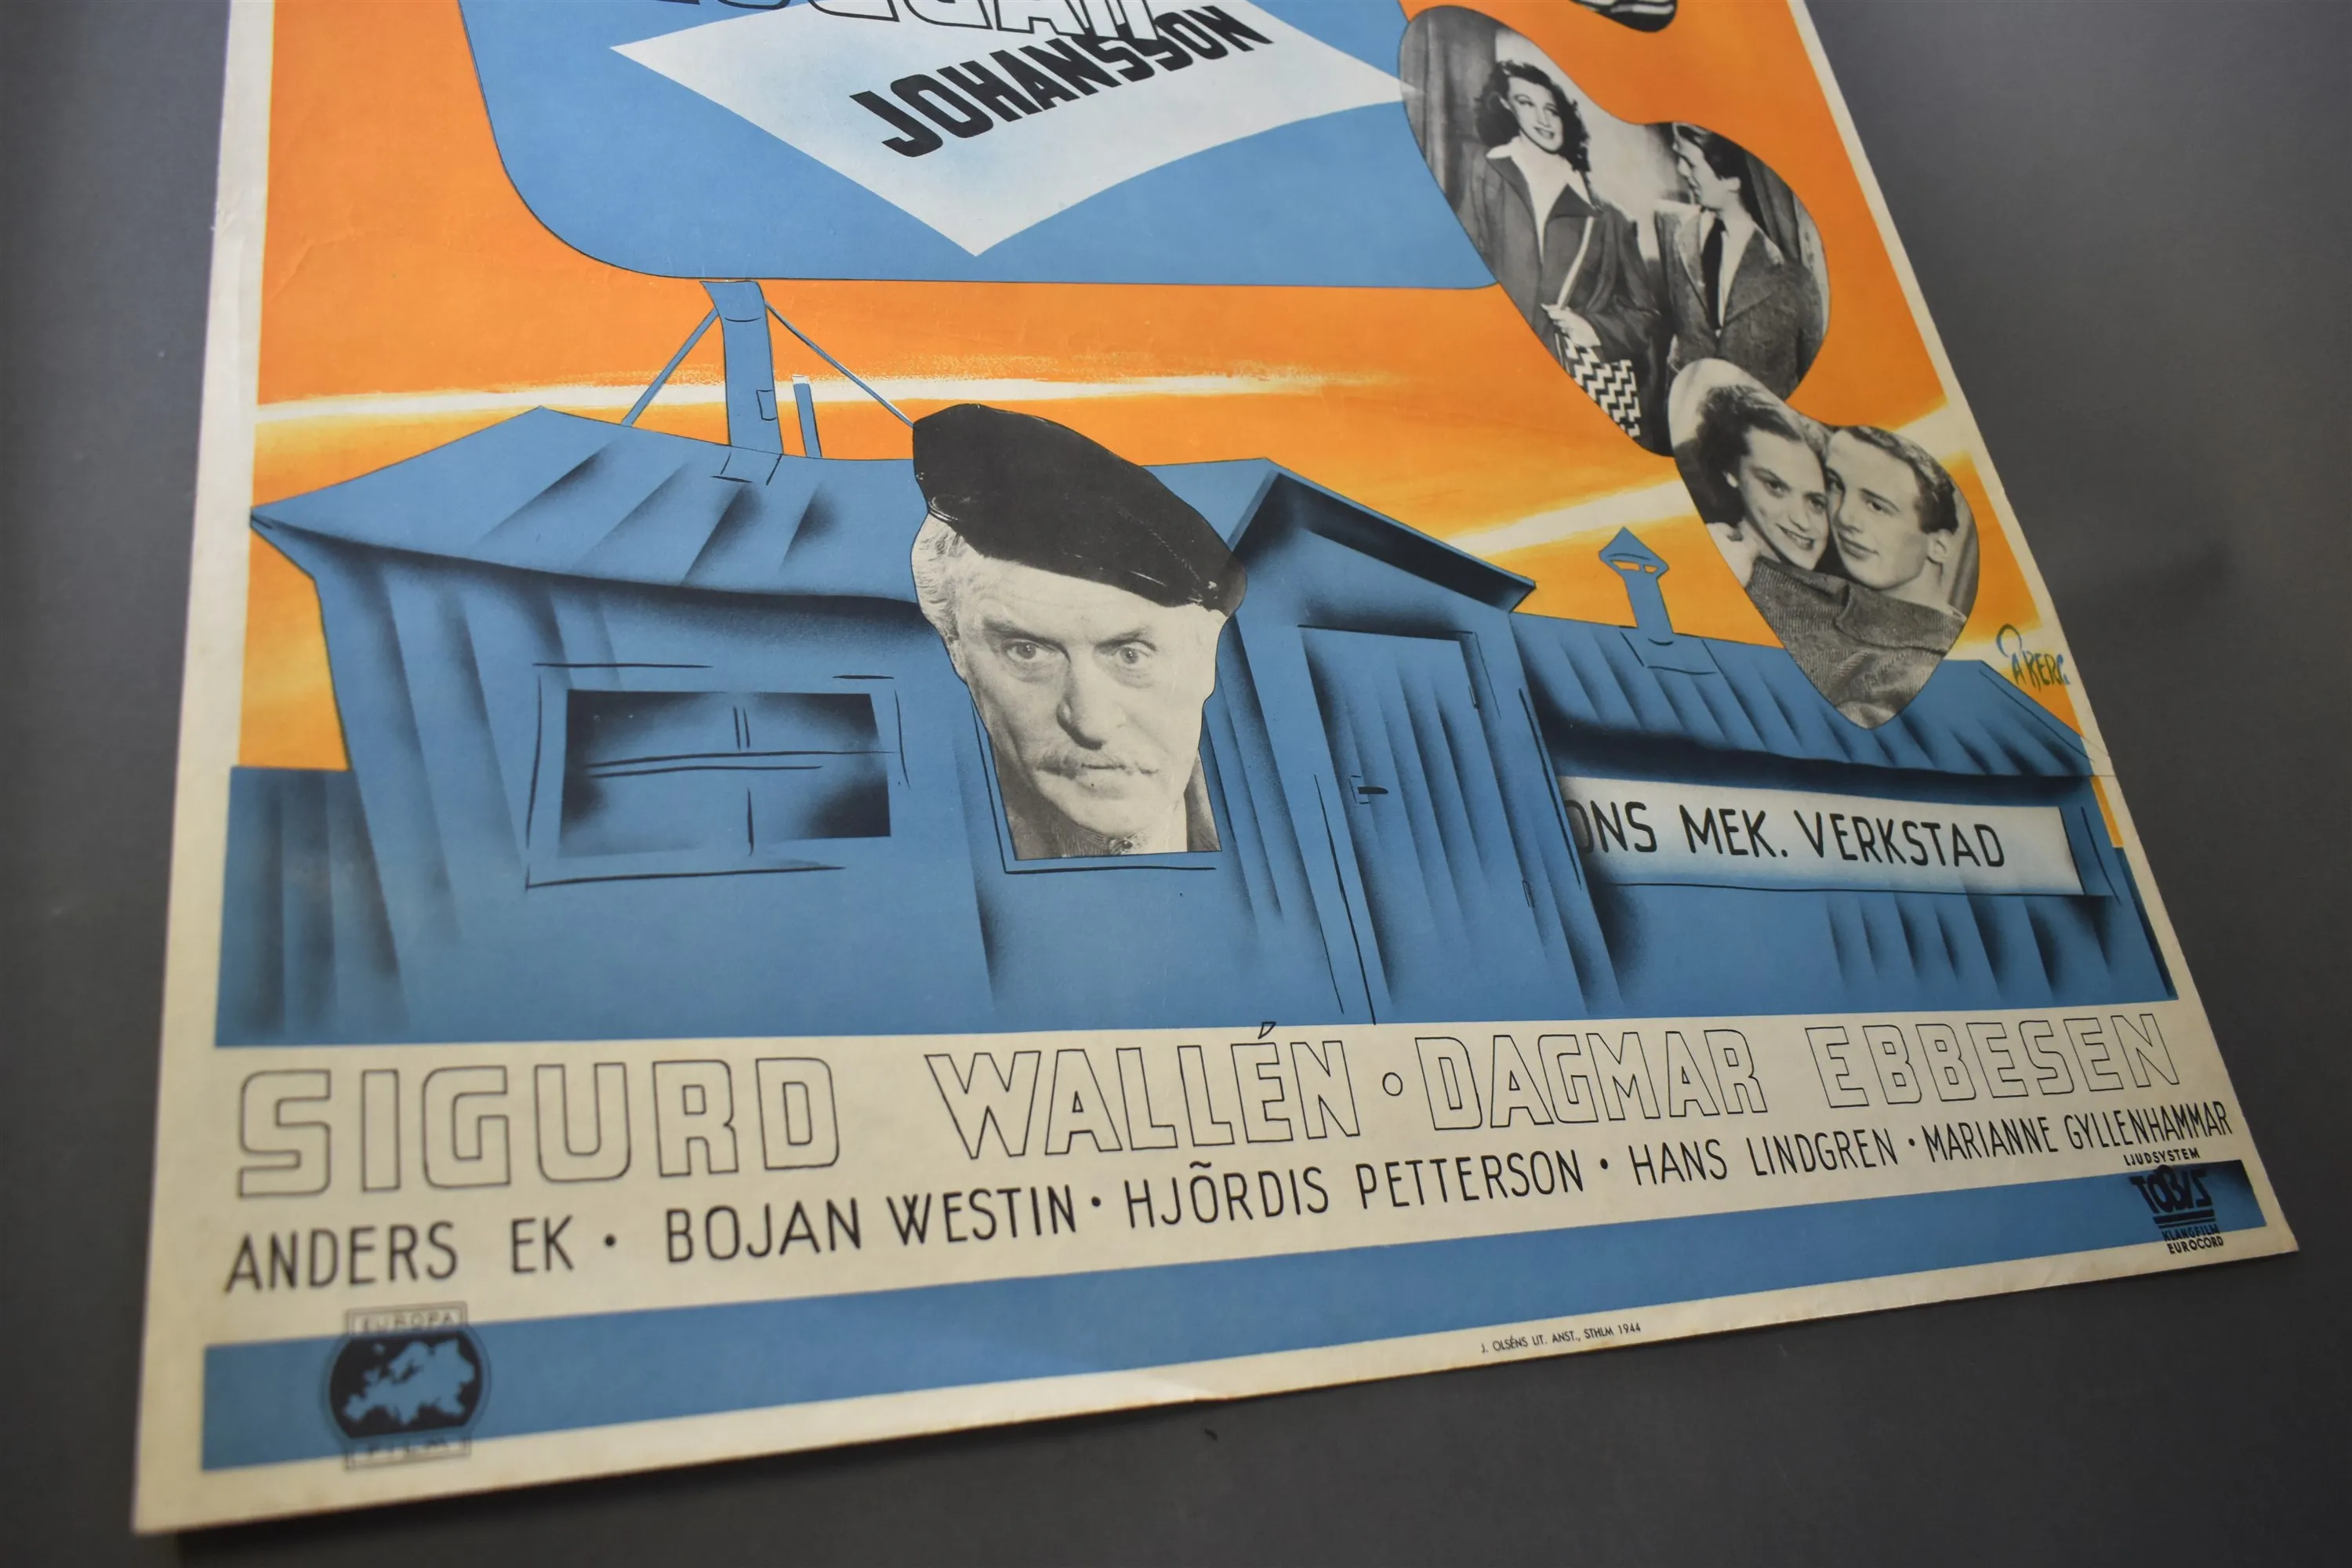 JOHANSSON
ÅKERS
ONS MEK. VERKSTAD
SIGURD WALLÉN • DAGMAR EBBESEN
ANDERS EK • BOJAN WESTIN • HJÕRDIS PETTERSON • HANS LINDGREN • MARIANNE GYLLENHAMMAR
LJUDSYSTEM
TOBIS
KLANGFILM
EUROCORD
EUROPA
FILM
J. OLSÉNS LIT. ANST., STHLM 1944